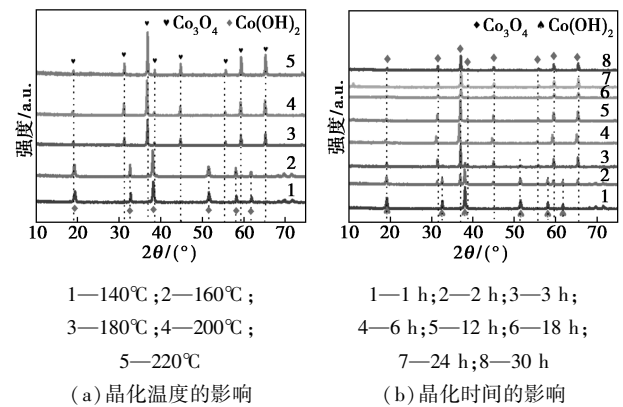 ♥ Co₃O₄ ♦ Co(OH)₂
5
4
3
2
1
强度/a.u.
10 20 30 40 50 60 70
2θ/(°)
1—140℃;2—160℃;
3—180℃;4—200℃;
5—220℃
(a)晶化温度的影响
♦Co₃O₄ ♠Co(OH)₂
8
7
6
5
4
3
2
1
强度/a.u.
10 20 30 40 50 60 70
2θ/(°)
1—1 h;2—2 h;3—3 h;
4—6 h;5—12 h;6—18 h;
7—24 h;8—30 h
(b)晶化时间的影响